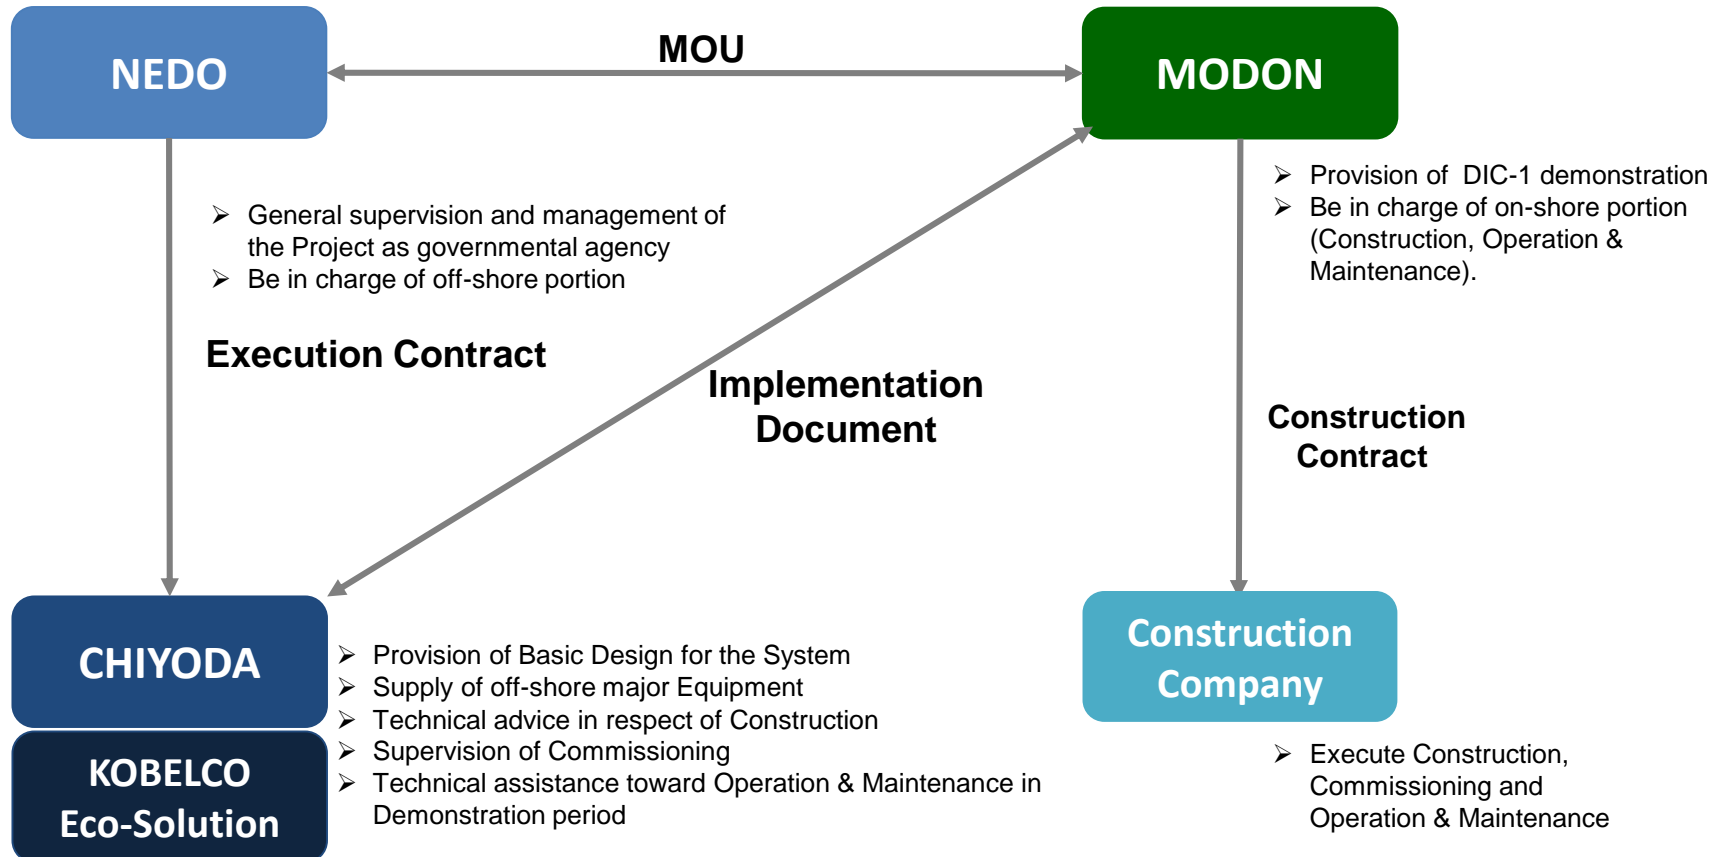 NEDO
MOU
MODON
➢ General supervision and management of
the Project as governmental agency
➢ Be in charge of off-shore portion
➢ Provision of  DIC-1 demonstration
➢ Be in charge of on-shore portion
(Construction, Operation &
Maintenance).
Execution Contract
Implementation
Document
Construction
Contract
CHIYODA
KOBELCO
Eco-Solution
➢ Provision of Basic Design for the System
➢ Supply of off-shore major Equipment
➢ Technical advice in respect of Construction
➢ Supervision of Commissioning
➢ Technical assistance toward Operation & Maintenance in
Demonstration period
Construction
Company
➢ Execute Construction,
Commissioning and
Operation & Maintenance